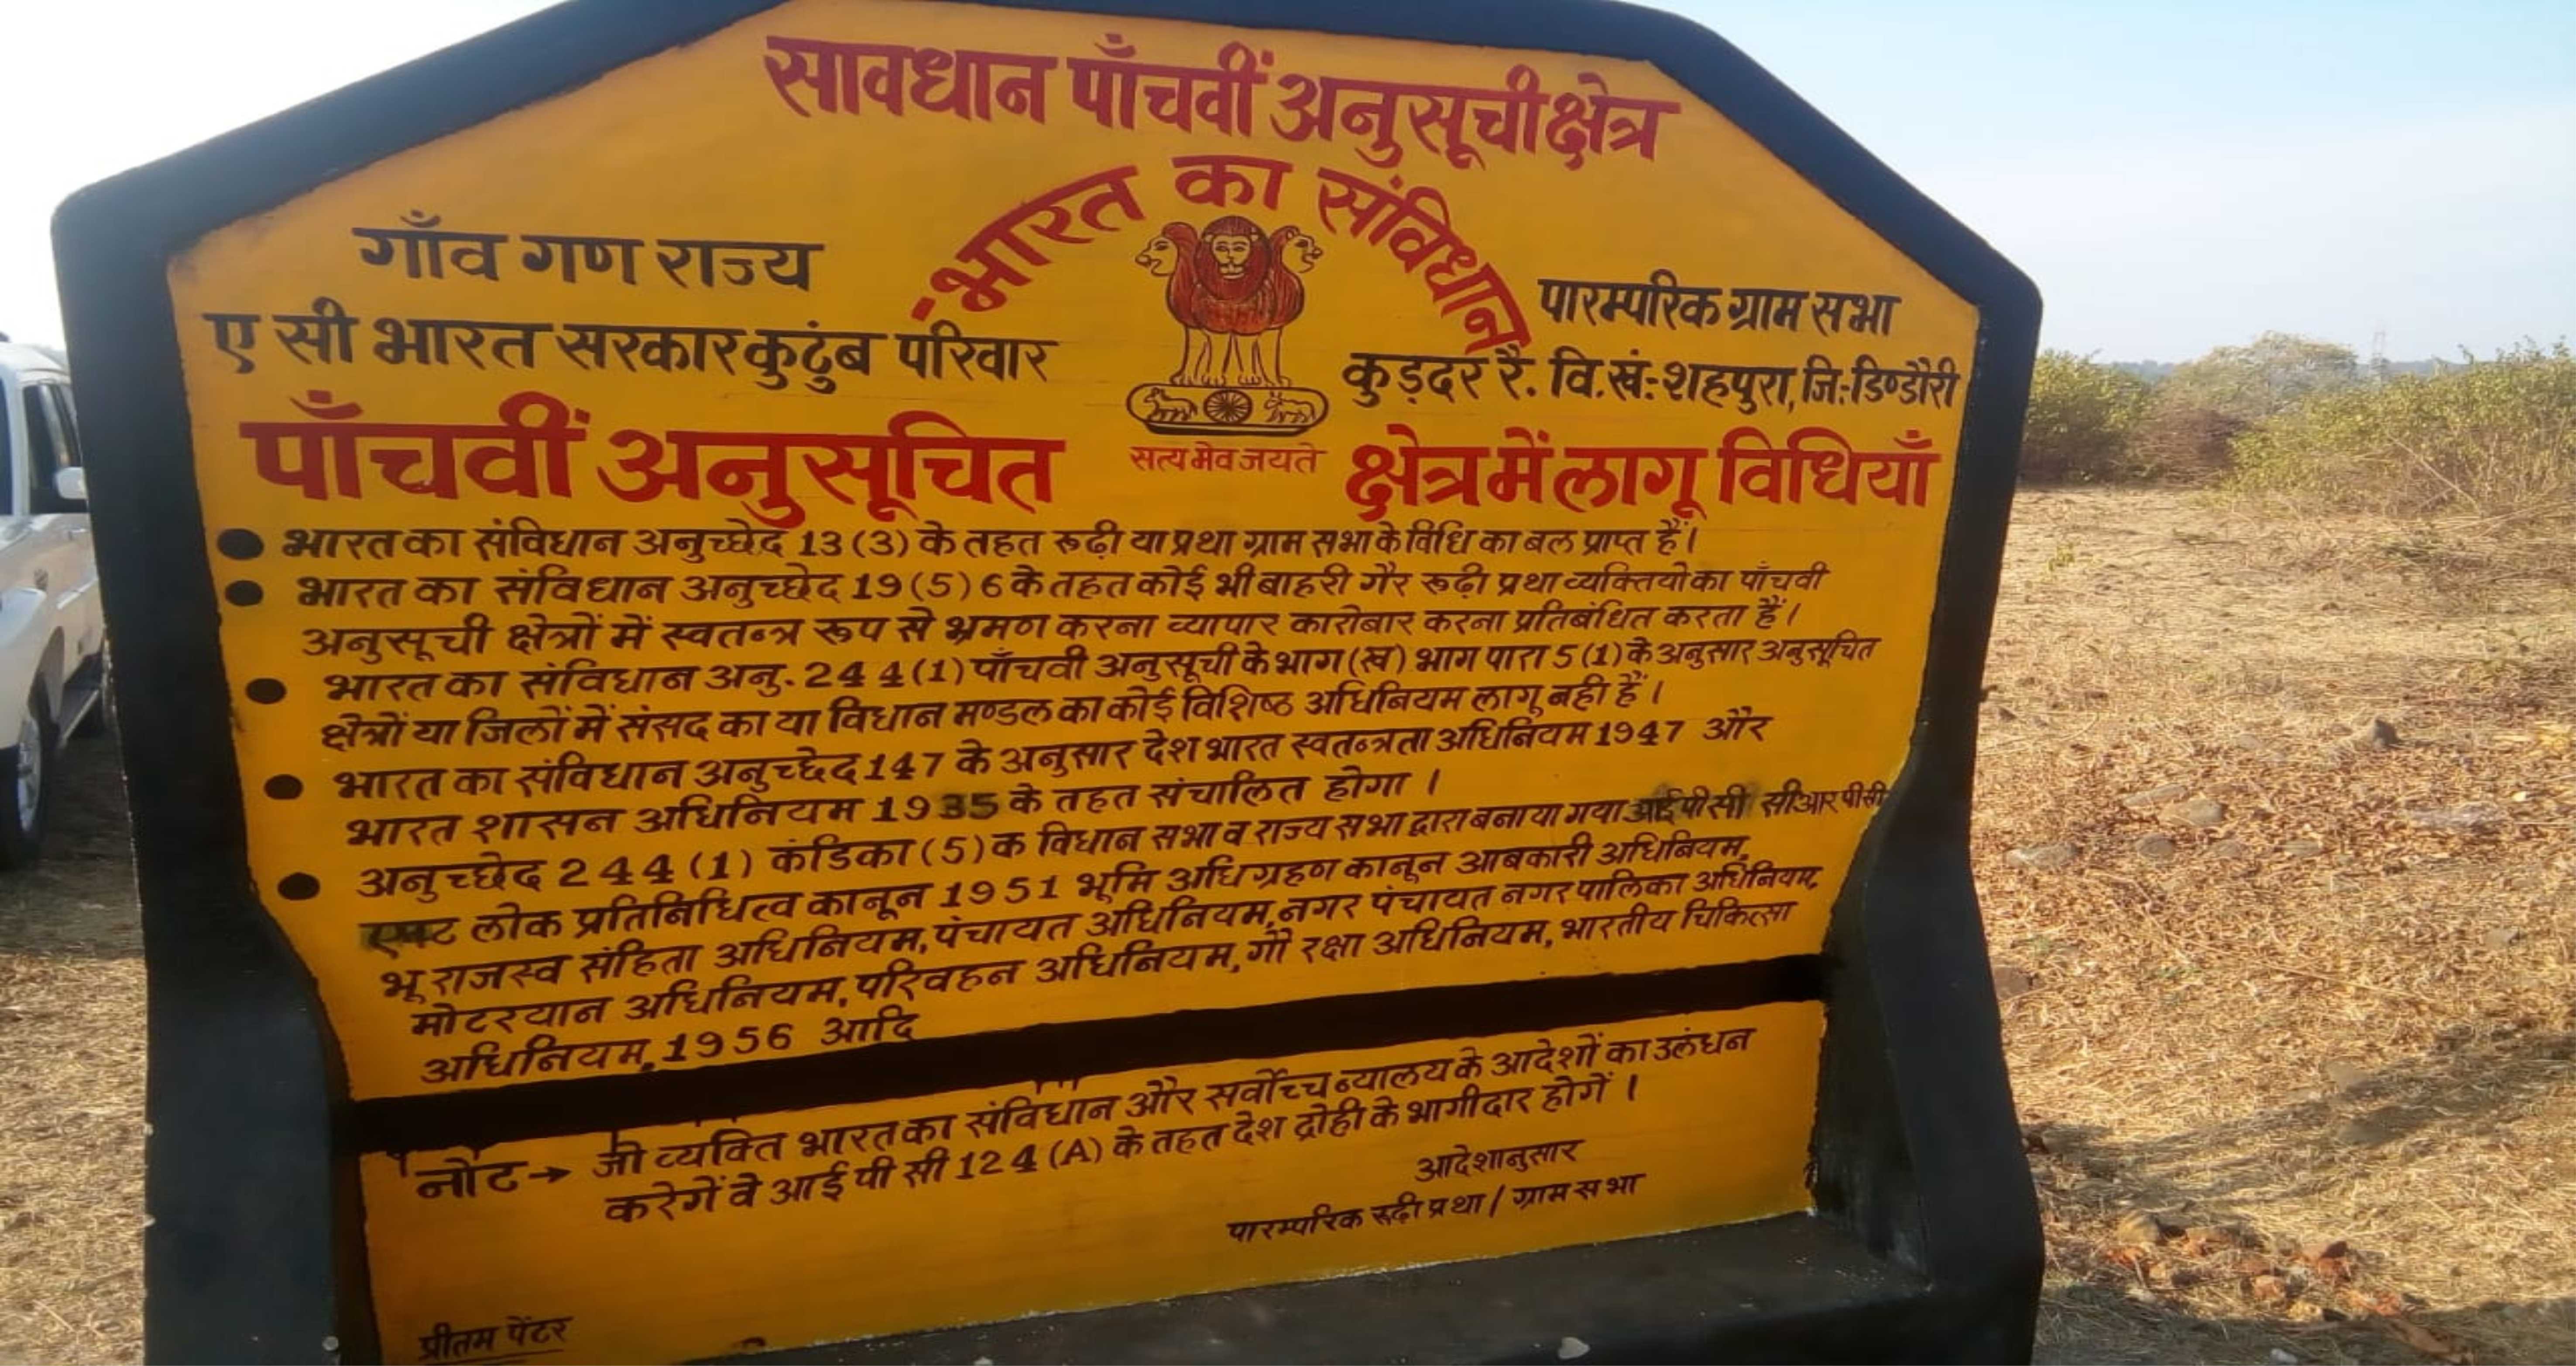 सावधान पाँचवीं अनुसूची क्षेत्र
भारत का संविधान
गाँव गण राज्य
पारम्परिक ग्राम सभा
ए सी भारत सरकार कुटुंब परिवार
कुड़दर रै. वि.खं:-शहपुरा, जि:-डिण्डौरी
सत्यमेव जयते
पाँचवीं अनुसूचित क्षेत्र में लागू विधियाँ
● भारत का संविधान अनुच्छेद 13 (3) के तहत रूढ़ी या प्रथा ग्राम सभा के विधि का बल प्राप्त हैं।
● भारत का संविधान अनुच्छेद 19 (5) 6 के तहत कोई भी बाहरी गैर रूढ़ी प्रथा व्यक्तियो का पाँचवी
अनुसूची क्षेत्रों में स्वतन्त्र रूप से भ्रमण करना व्यापार कारोबार करना प्रतिबंधित करता हैं।
● भारत का संविधान अनु. 244 (1) पाँचवी अनुसूची के भाग (ख) भाग पारा 5 (1) के अनुसार अनुसूचित
क्षेत्रों या जिलों में संसद का या विधान मण्डल का कोई विशिष्ठ अधिनियम लागू नही हैं।
● भारत का संविधान अनुच्छेद 147 के अनुसार देश भारत स्वतन्त्रता अधिनियम 1947 और
भारत शासन अधिनियम 1935 के तहत संचालित होगा।
● अनुच्छेद 244 (1) कंडिका (5) क विधान सभा व राज्य सभा द्वारा बनाया गया आई पी सी सी आर पी सी
एक्ट लोक प्रतिनिधित्व कानून 1951 भूमि अधिग्रहण कानून आबकारी अधिनियम,
भू राजस्व संहिता अधिनियम, पंचायत अधिनियम, नगर पंचायत नगर पालिका अधिनियम,
मोटरयान अधिनियम, परिवहन अधिनियम, गौ रक्षा अधिनियम, भारतीय चिकित्सा
अधिनियम, 1956 आदि
नोट→ जो व्यक्ति भारत का संविधान और सर्वोच्च न्यालय के आदेशों का उलंघन
करेगें वे आई पी सी 124 (A) के तहत देश द्रोही के भागीदार होगें।
आदेशानुसार
पारम्परिक रूढ़ी प्रथा / ग्राम सभा
प्रीतम पेंटर